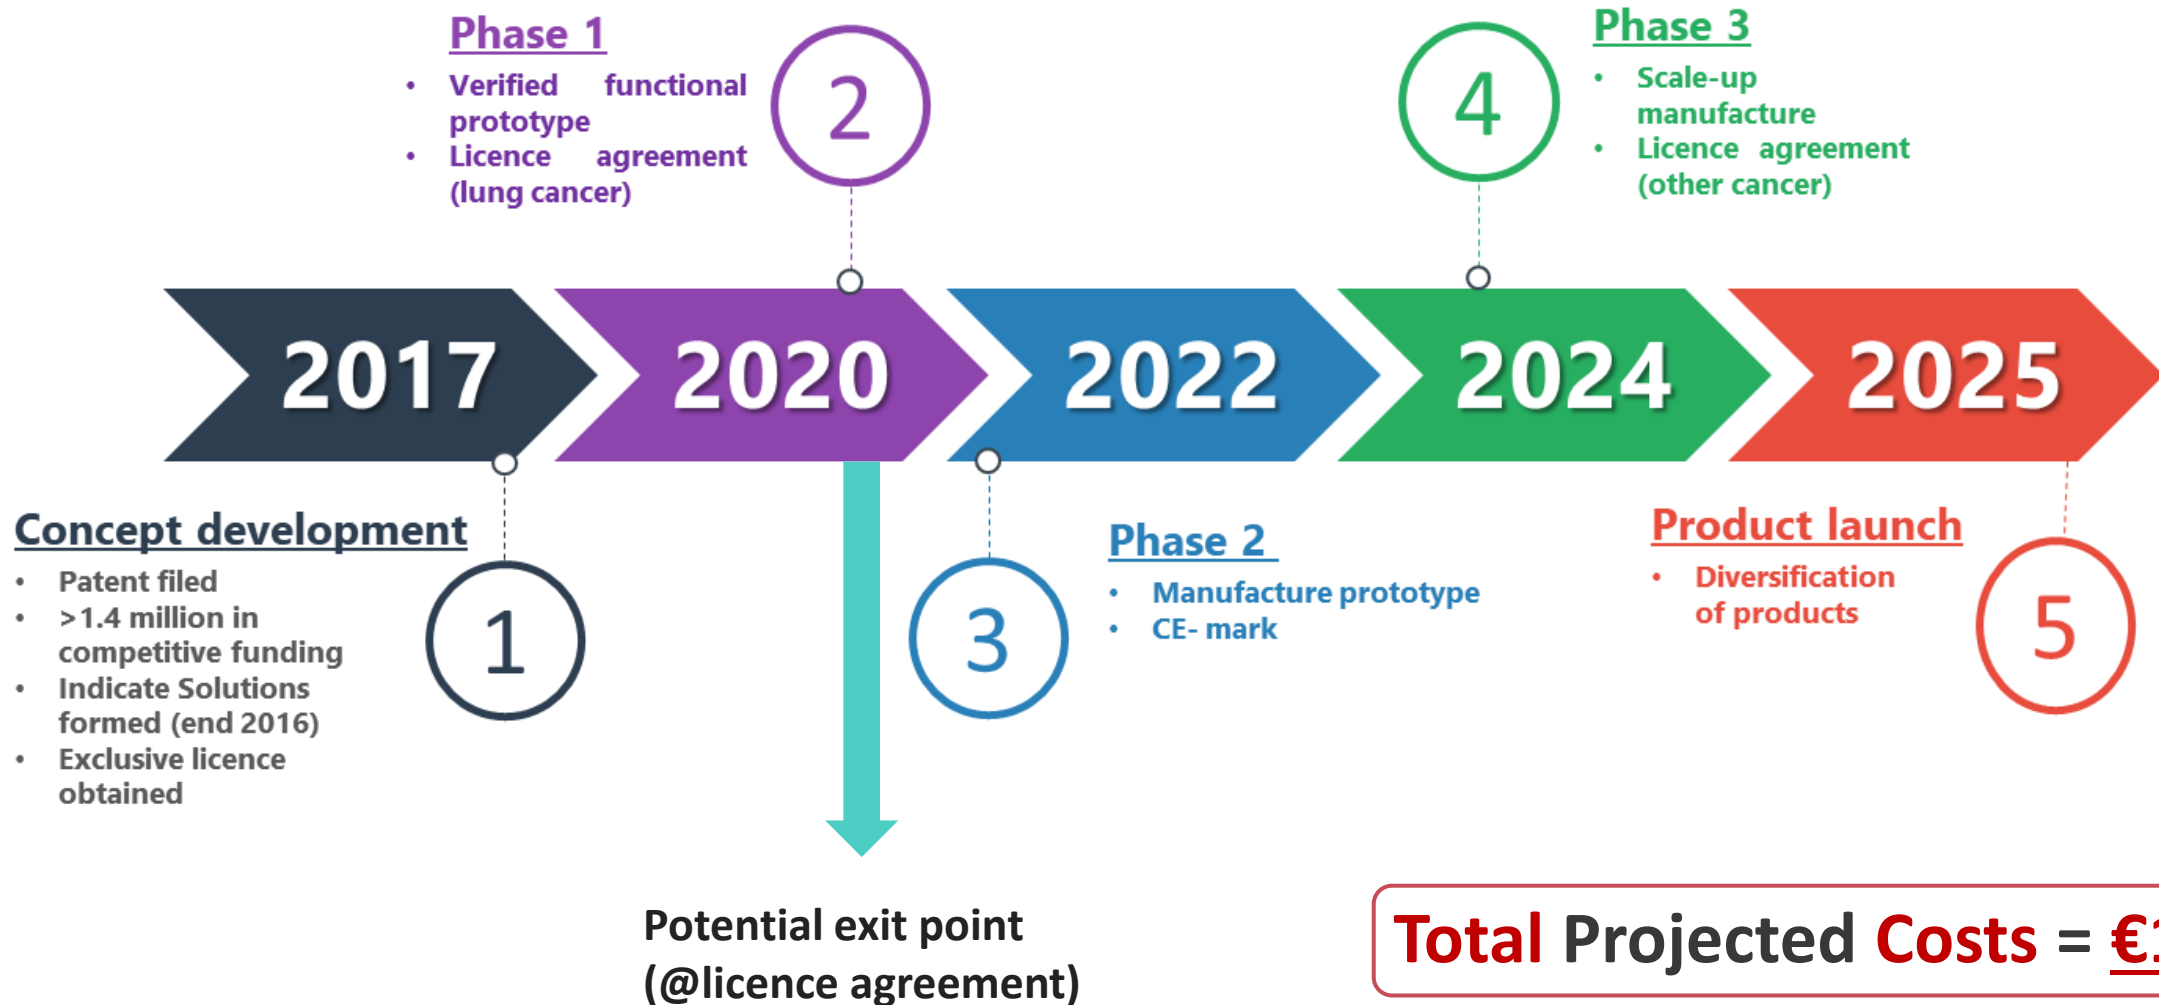 Phase 1
• Verified functional
prototype
• Licence agreement
(lung cancer)
2
4
Phase 3
• Scale-up
manufacture
• Licence agreement
(other cancer)
2017
2020
2022
2024
2025
Concept development
• Patent filed
• >1.4 million in
competitive funding
• Indicate Solutions
formed (end 2016)
• Exclusive licence
obtained
1
3
Phase 2
• Manufacture prototype
• CE- mark
Product launch
• Diversification
of products
5
Potential exit point
(@licence agreement)
Total Projected Costs =